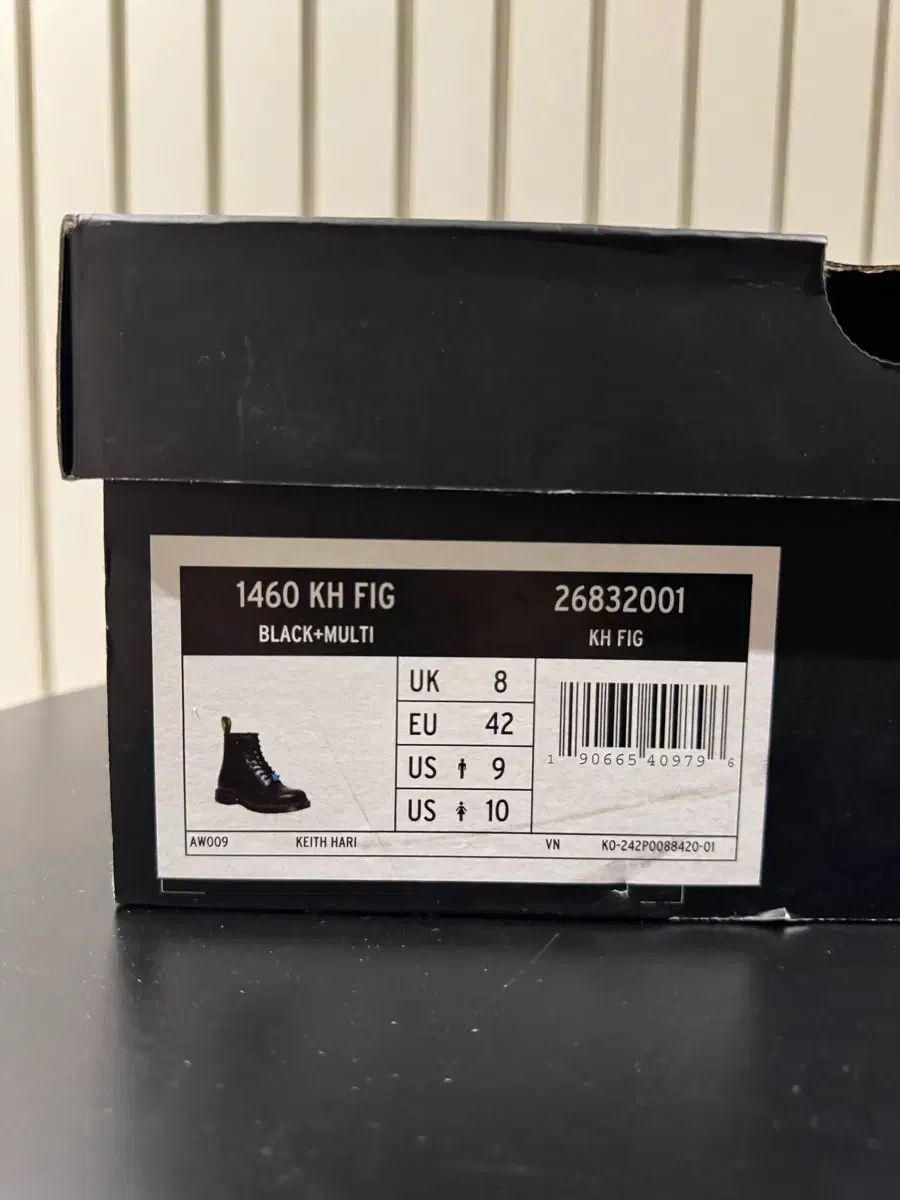 1460 KH FIG
26832001
BLACK+MULTI
KH FIG
UK 8
EU 42
US 9
US 10
1 90665 40979 6
AW009
KEITH HARI
VN
K0-242P0088420-01